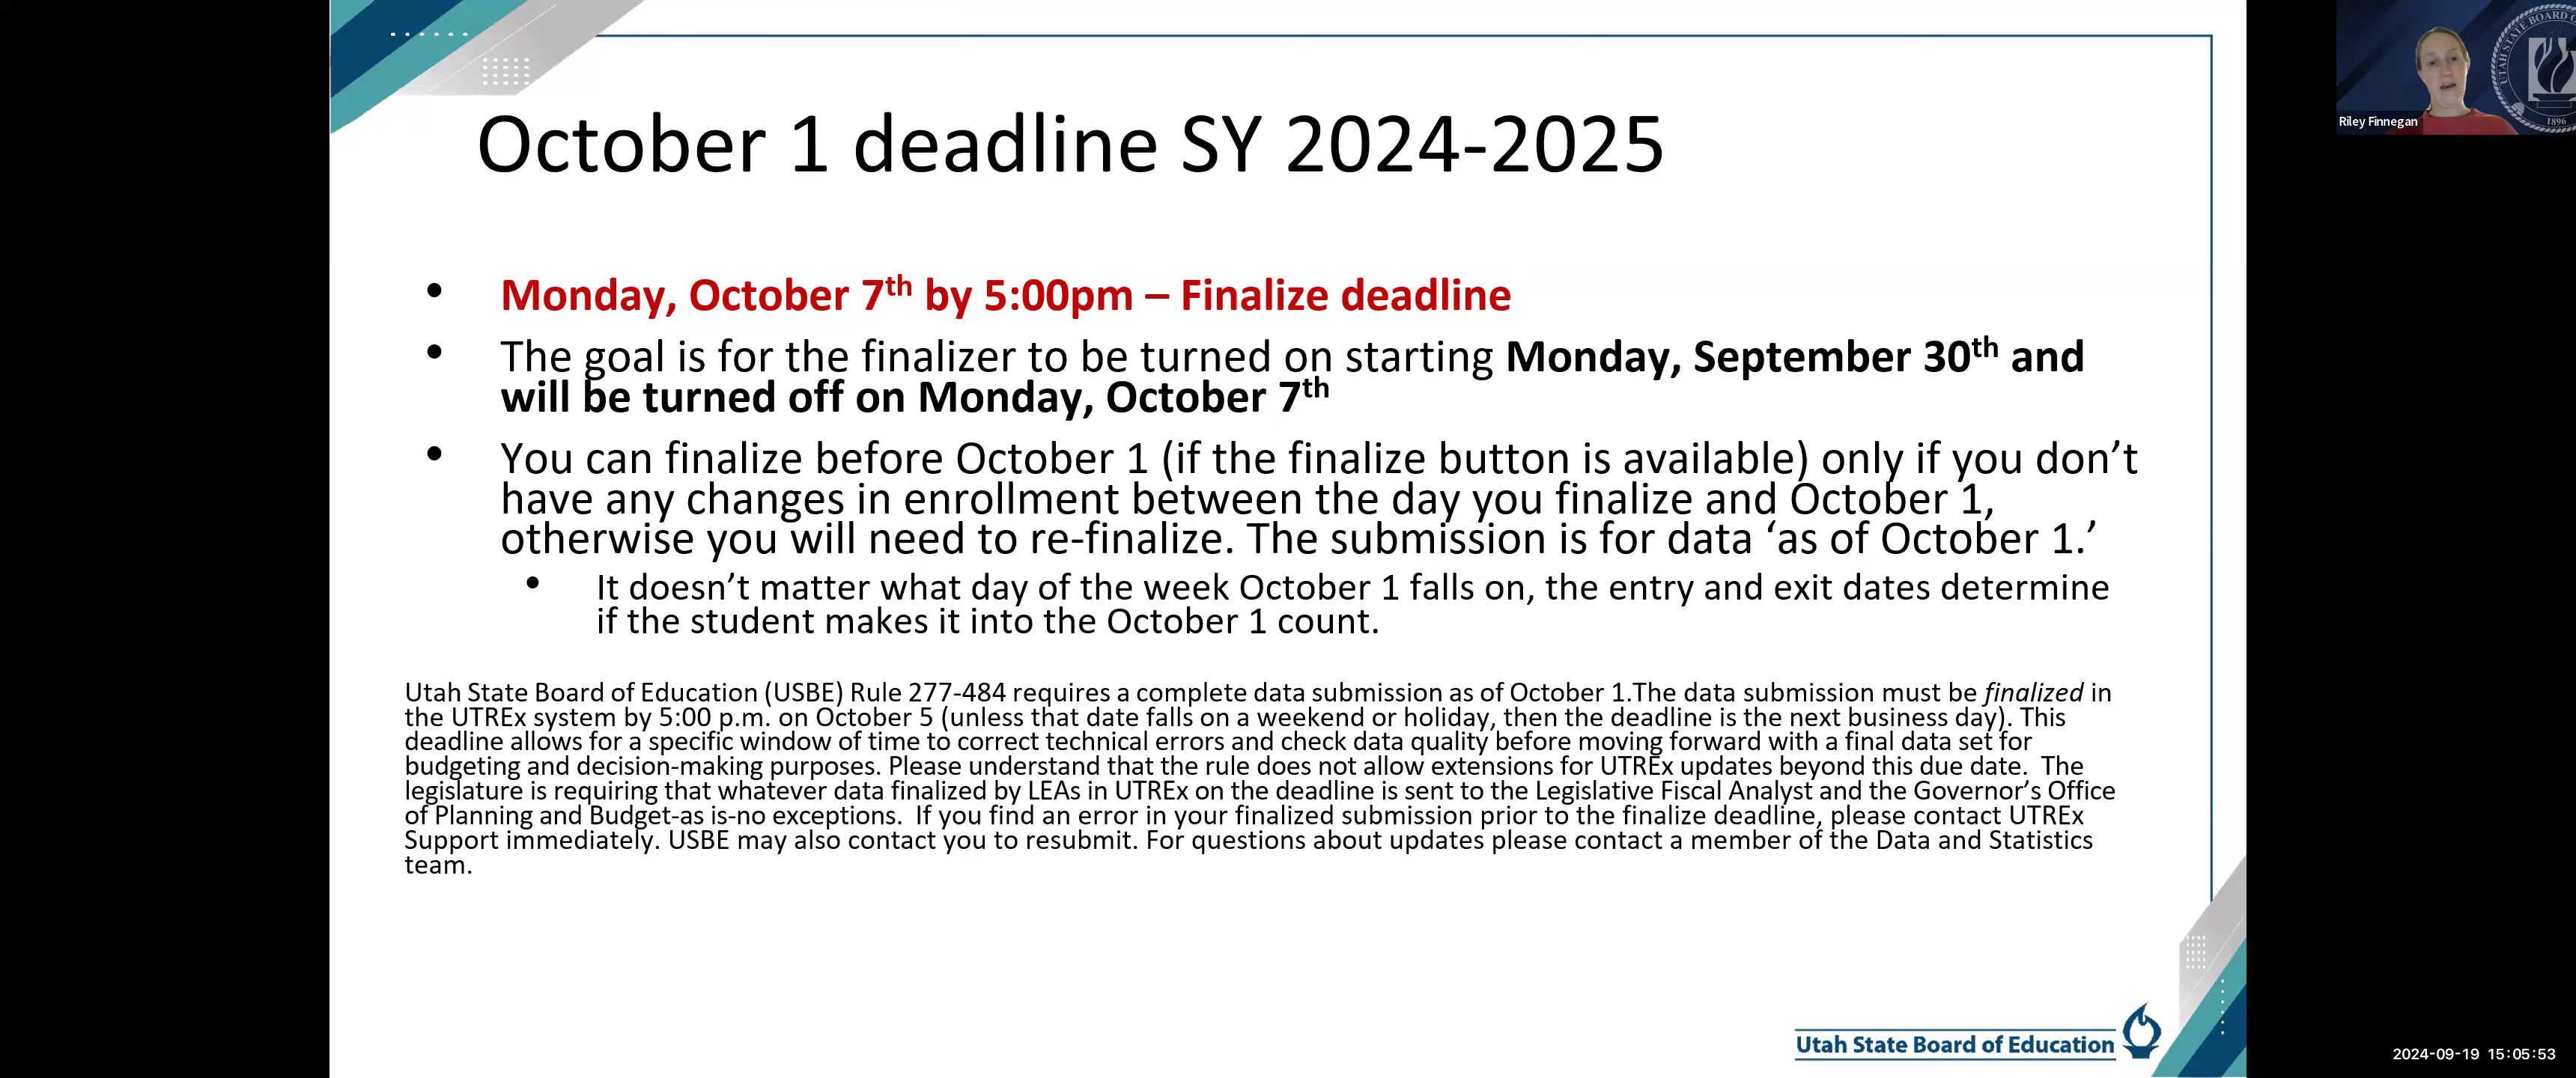 October 1 deadline SY 2024-2025
• Monday, October 7th by 5:00pm – Finalize deadline
• The goal is for the finalizer to be turned on starting Monday, September 30th and
will be turned off on Monday, October 7th
• You can finalize before October 1 (if the finalize button is available) only if you don’t
have any changes in enrollment between the day you finalize and October 1,
otherwise you will need to re-finalize. The submission is for data ‘as of October 1.’
• It doesn’t matter what day of the week October 1 falls on, the entry and exit dates determine
if the student makes it into the October 1 count.
Utah State Board of Education (USBE) Rule 277-484 requires a complete data submission as of October 1.The data submission must be finalized in
the UTREx system by 5:00 p.m. on October 5 (unless that date falls on a weekend or holiday, then the deadline is the next business day). This
deadline allows for a specific window of time to correct technical errors and check data quality before moving forward with a final data set for
budgeting and decision-making purposes. Please understand that the rule does not allow extensions for UTREx updates beyond this due date.  The
legislature is requiring that whatever data finalized by LEAs in UTREx on the deadline is sent to the Legislative Fiscal Analyst and the Governor’s Office
of Planning and Budget-as is-no exceptions.  If you find an error in your finalized submission prior to the finalize deadline, please contact UTREx
Support immediately. USBE may also contact you to resubmit. For questions about updates please contact a member of the Data and Statistics
team.
Utah State Board of Education
UTAH STATE BOARD O
1896
Riley Finnegan
2024-09-19 15:05:53